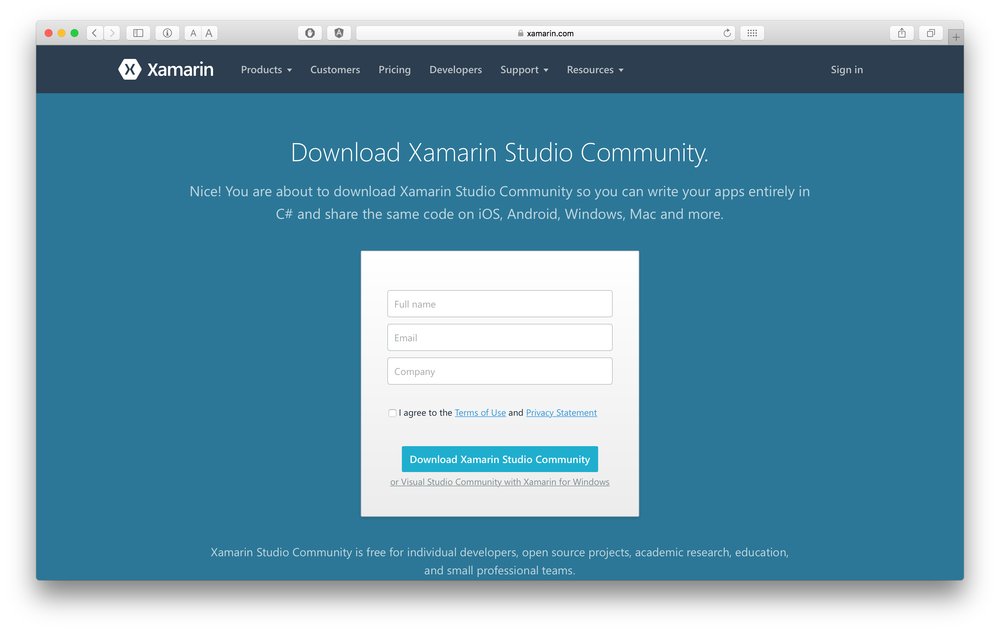 A A
xamarin.com
Xamarin Products Customers Pricing Developers Support Resources Sign in
Download Xamarin Studio Community.
Nice! You are about to download Xamarin Studio Community so you can write your apps entirely in
C# and share the same code on iOS, Android, Windows, Mac and more.
Full name
Email
Company
I agree to the Terms of Use and Privacy Statement
Download Xamarin Studio Community
or Visual Studio Community with Xamarin for Windows
Xamarin Studio Community is free for individual developers, open source projects, academic research, education,
and small professional teams.